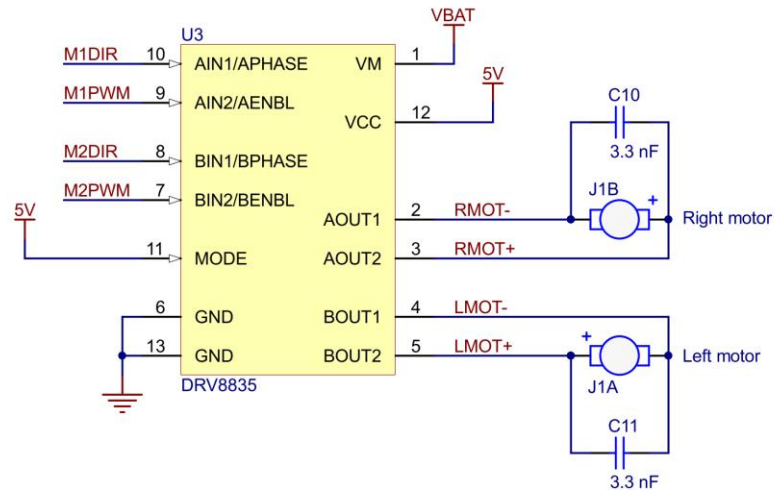 VBAT
U3
M1DIR 10 AIN1/APHASE VM 1
5V
M1PWM 9 AIN2/AENBL
VCC 12
C10
3.3 nF
M2DIR 8 BIN1/BPHASE
M2PWM 7 BIN2/BENBL
J1B +
5V
AOUT1 2 RMOT- Right motor
11 MODE AOUT2 3 RMOT+
6 GND BOUT1 4 LMOT-
+
13 GND BOUT2 5 LMOT+ Left motor
DRV8835
J1A
C11
3.3 nF